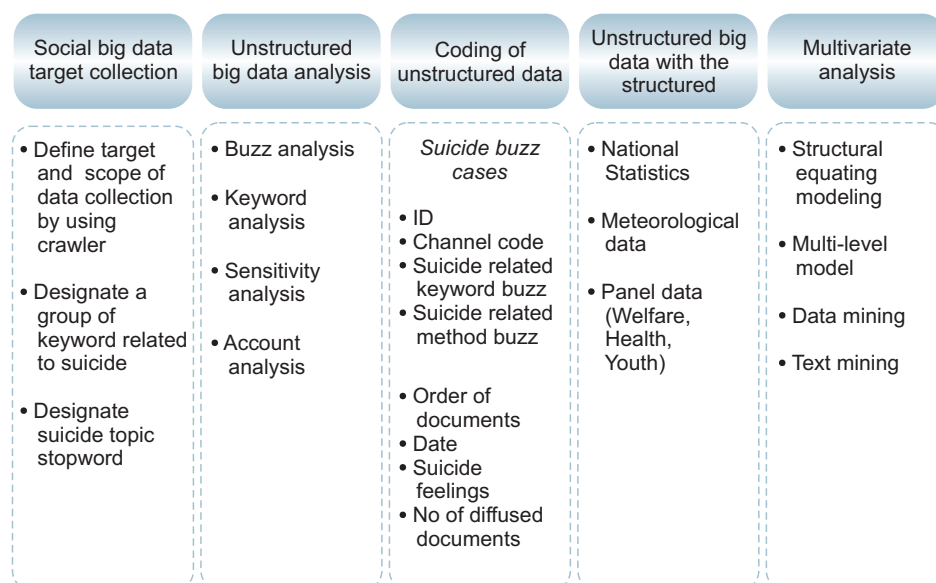 Social big data
target collection
• Define target
and scope of
data collection
by using
crawler
• Designate a
group of
keyword related
to suicide
• Designate
suicide topic
stopword
Unstructured
big data analysis
• Buzz analysis
• Keyword
analysis
• Sensitivity
analysis
• Account
analysis
Coding of
unstructured data
Suicide buzz
cases
• ID
• Channel code
• Suicide related
keyword buzz
• Suicide related
method buzz
• Order of
documents
• Date
• Suicide
feelings
• No of diffused
documents
Unstructured big
data with the
structured
• National
Statistics
• Meteorological
data
• Panel data
(Welfare,
Health,
Youth)
Multivariate
analysis
• Structural
equating
modeling
• Multi-level
model
• Data mining
• Text mining